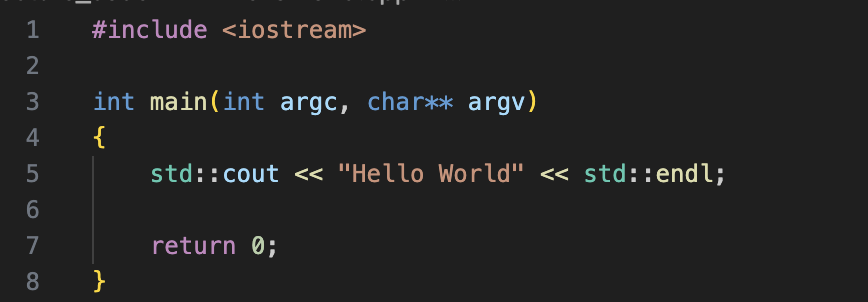 1 #include <iostream>
2
3 int main(int argc, char** argv)
4 {
5     std::cout << "Hello World" << std::endl;
6
7     return 0;
8 }